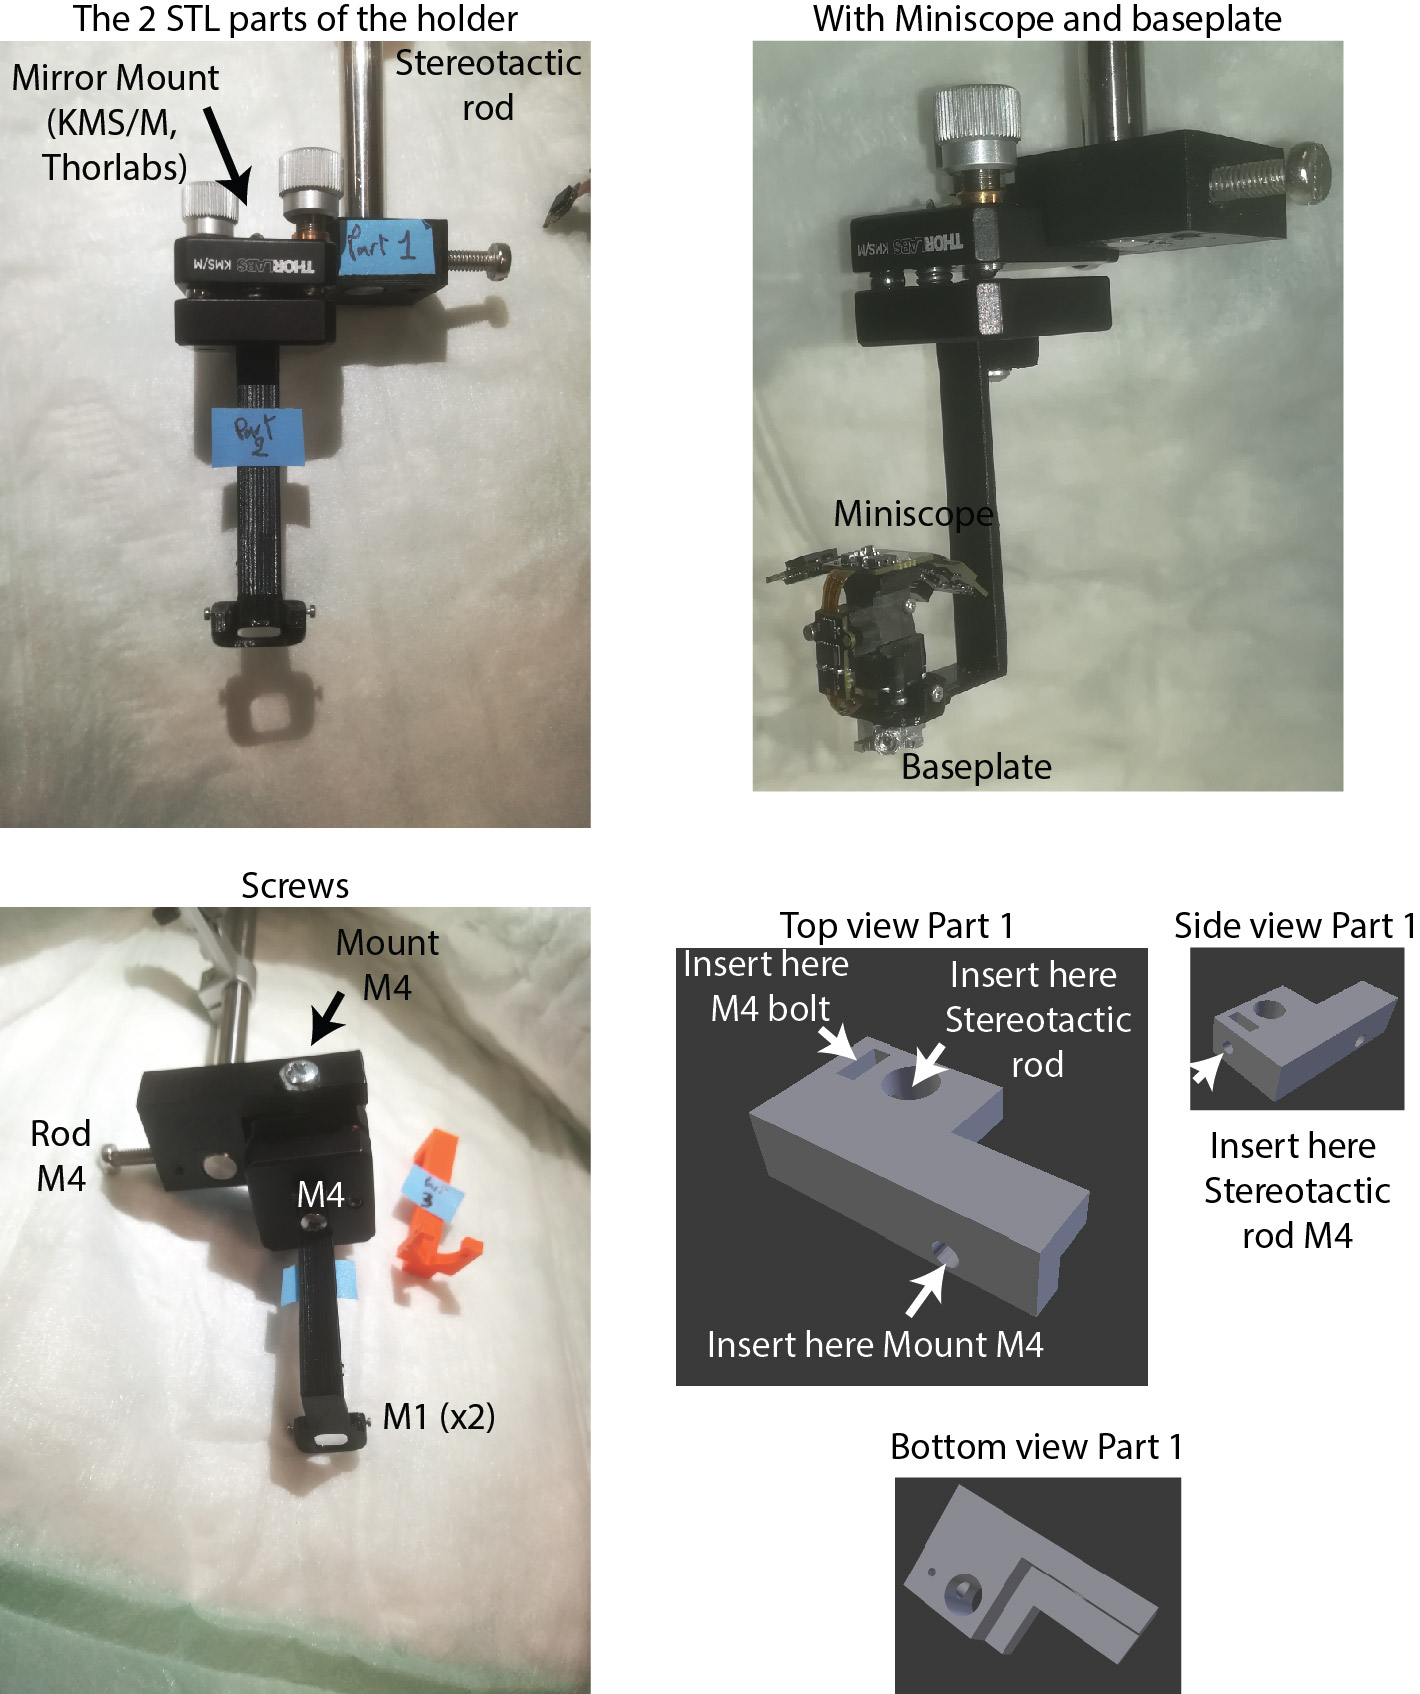 The 2 STL parts of the holder
Mirror Mount
(KMS/M,
Thorlabs)
Stereotactic
rod
Part 1
THORLABS KMS/M
Part
2
With Miniscope and baseplate
THORLABS KMS/M
Miniscope
Baseplate
Screws
Mount
M4
Rod
M4
M4
Part
3
M1 (x2)
Top view Part 1
Insert here
M4 bolt
Insert here
Stereotactic
rod
Insert here Mount M4
Side view Part 1
Insert here
Stereotactic
rod M4
Bottom view Part 1